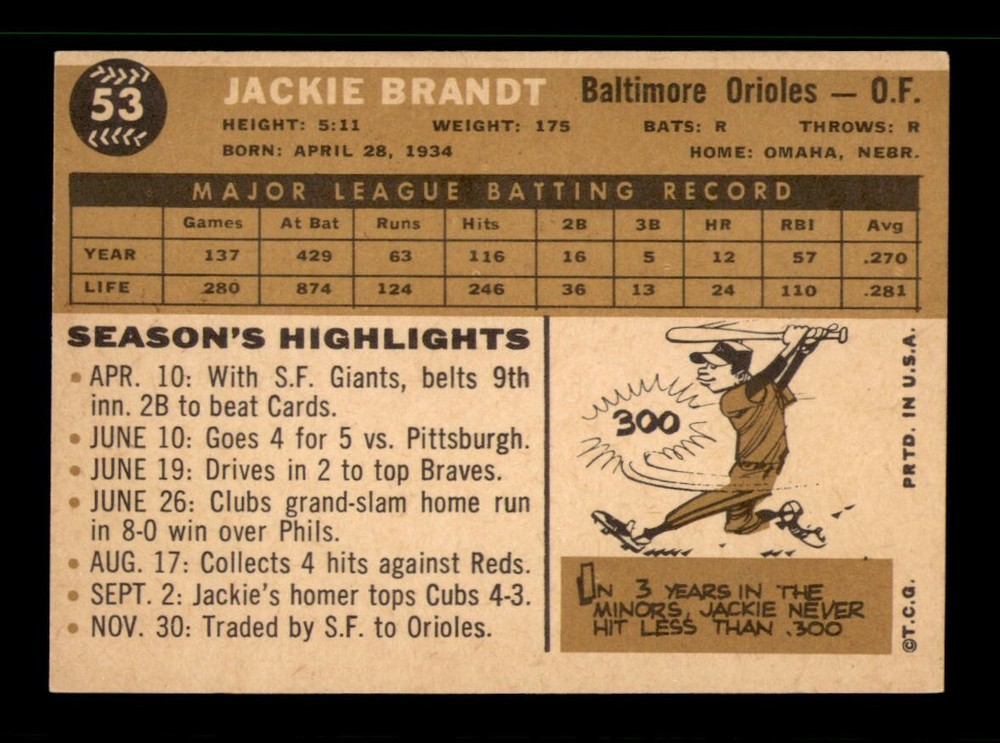 53
JACKIE BRANDT Baltimore Orioles — O.F.
HEIGHT: 5:11 WEIGHT: 175 BATS: R THROWS: R
BORN: APRIL 28, 1934 HOME: OMAHA, NEBR.
MAJOR LEAGUE BATTING RECORD
Games At Bat Runs Hits 2B 3B HR RBI Avg
YEAR 137 429 63 116 16 5 12 57 .270
LIFE 280 874 124 246 36 13 24 110 .281
SEASON'S HIGHLIGHTS
• APR. 10: With S.F. Giants, belts 9th
inn. 2B to beat Cards.
• JUNE 10: Goes 4 for 5 vs. Pittsburgh.
• JUNE 19: Drives in 2 to top Braves.
• JUNE 26: Clubs grand-slam home run
in 8-0 win over Phils.
• AUG. 17: Collects 4 hits against Reds.
• SEPT. 2: Jackie's homer tops Cubs 4-3.
• NOV. 30: Traded by S.F. to Orioles.
300
IN 3 YEARS IN THE
MINORS, JACKIE NEVER
HIT LESS THAN .300
PRTD. IN U.S.A.
©T.C.G.